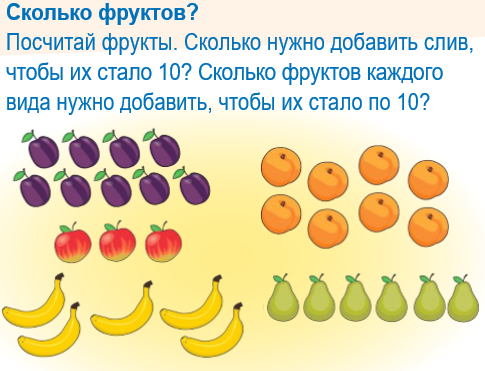 Сколько фруктов?
Посчитай фрукты. Сколько нужно добавить слив,
чтобы их стало 10? Сколько фруктов каждого
вида нужно добавить, чтобы их стало по 10?